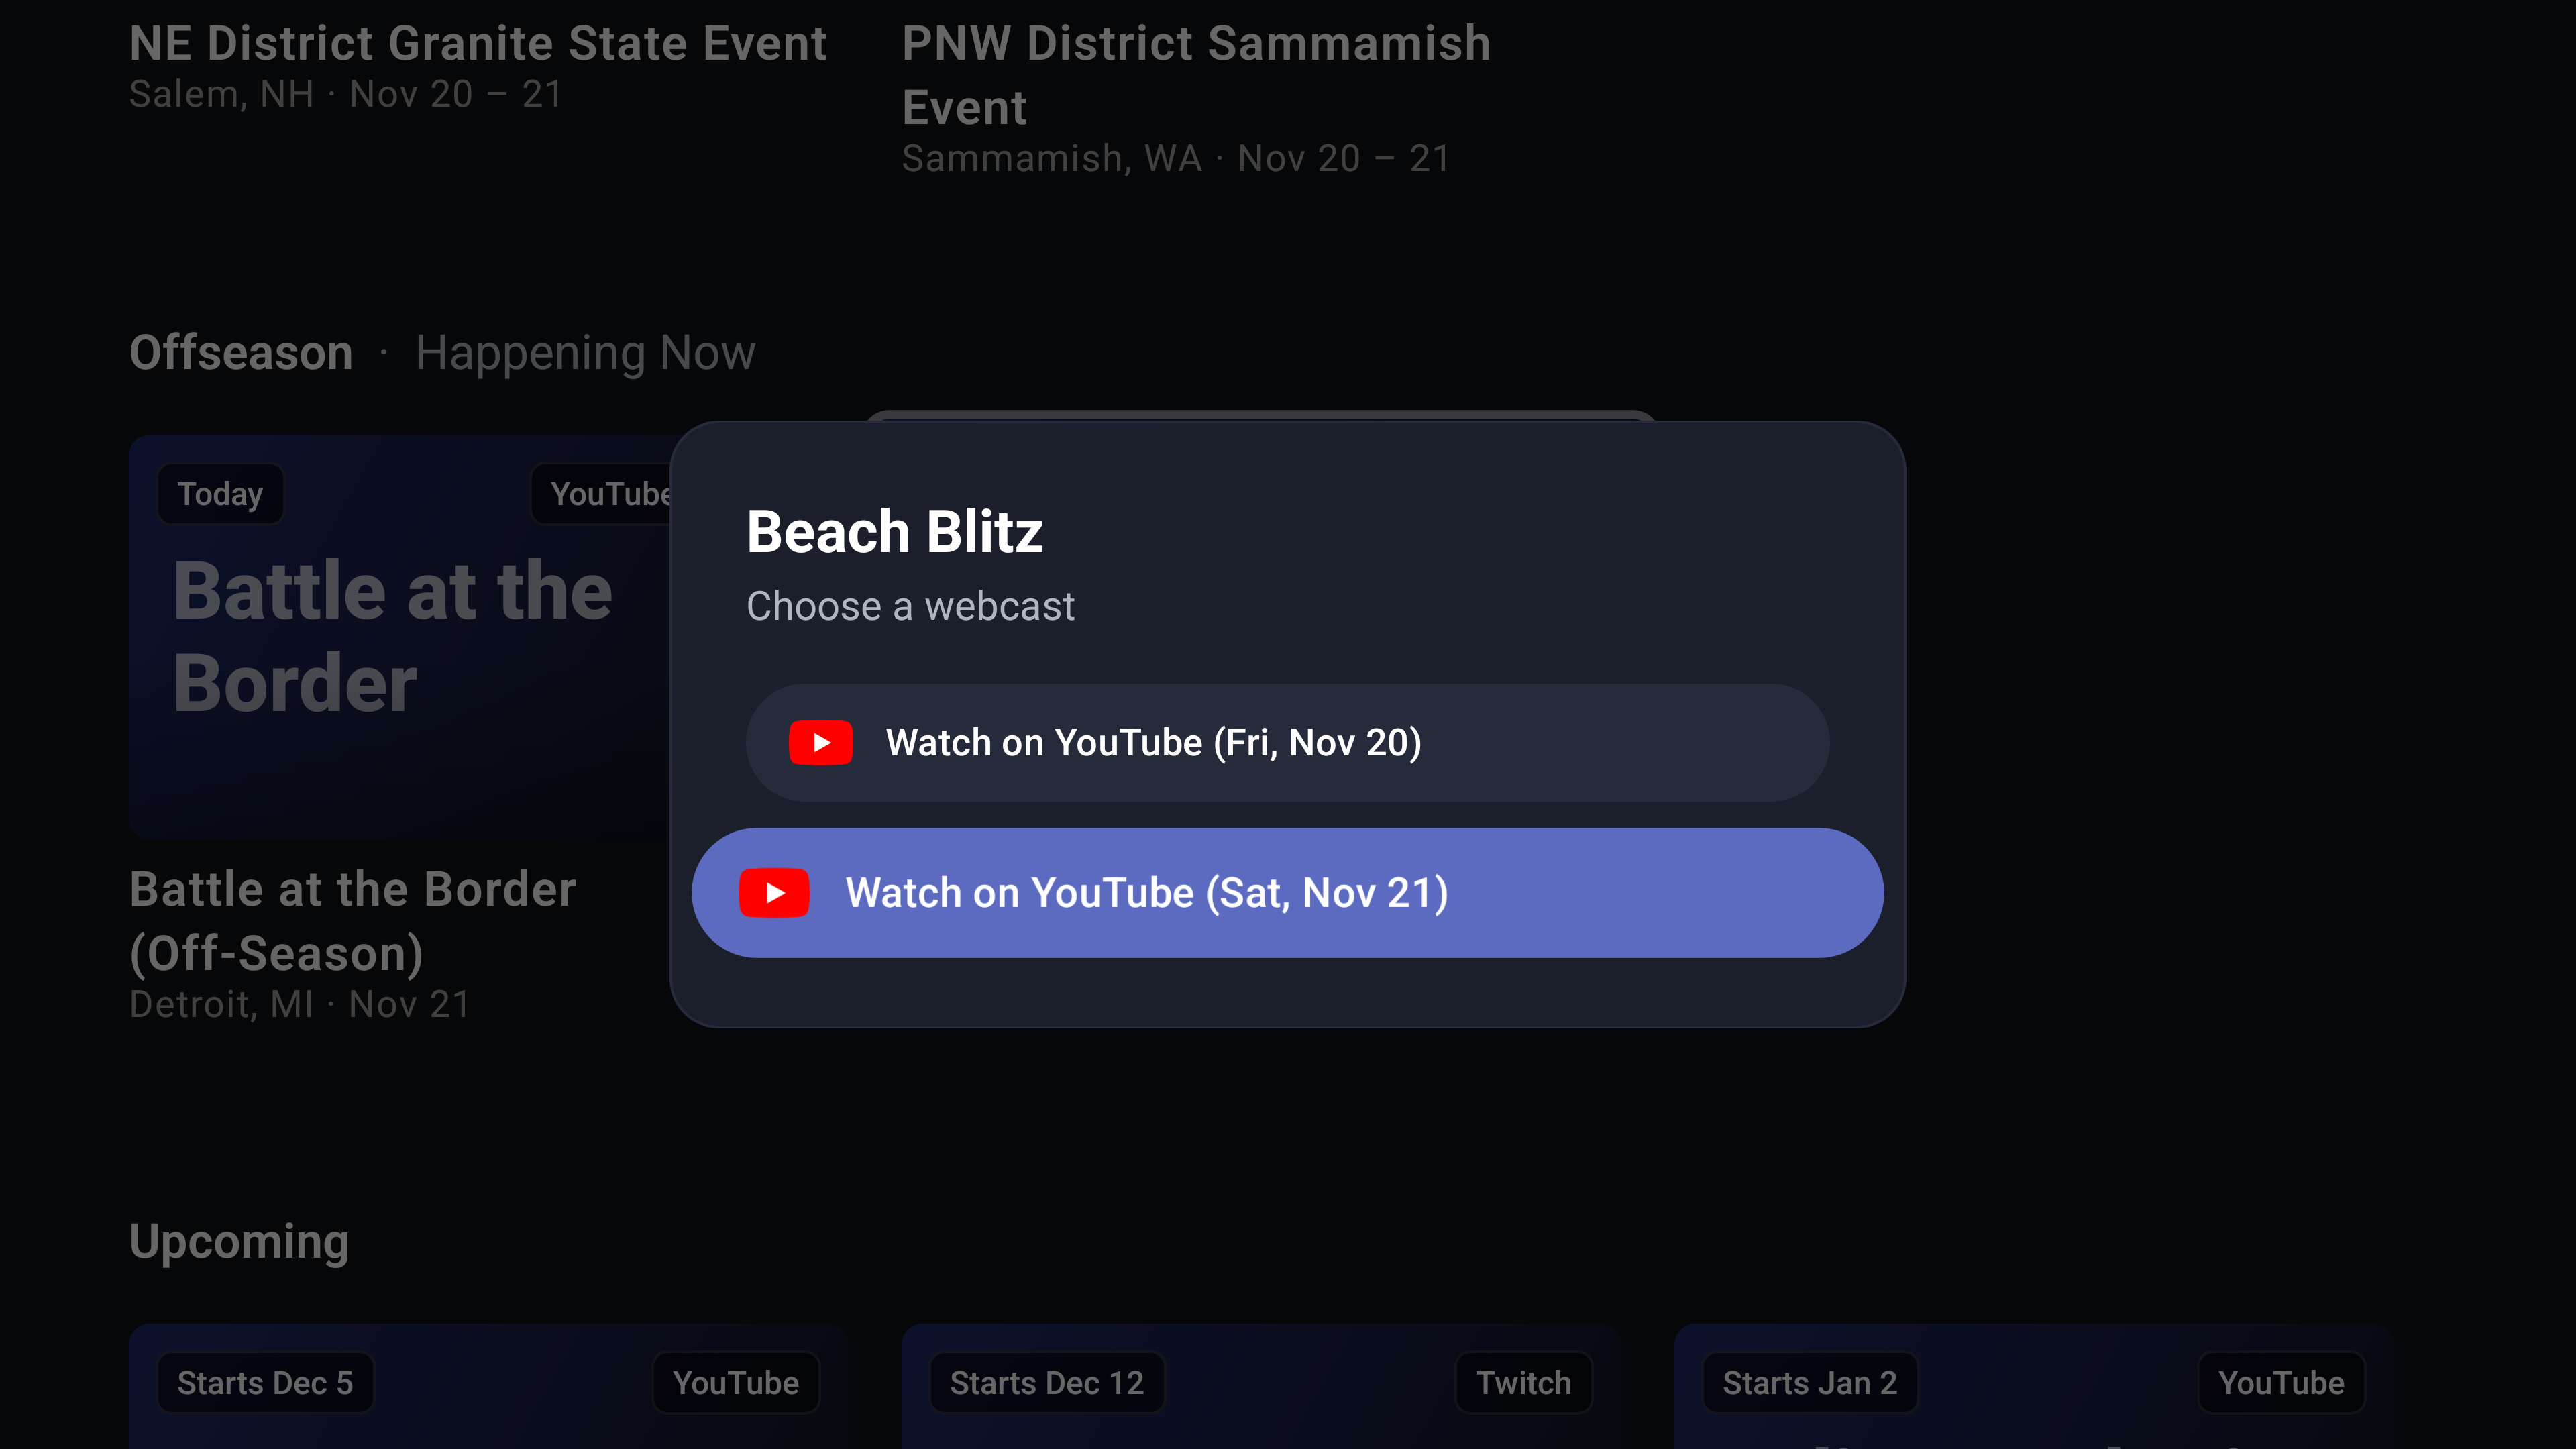 NE District Granite State Event
Salem, NH · Nov 20 – 21
PNW District Sammamish
Event
Sammamish, WA · Nov 20 – 21
Offseason · Happening Now
Today
YouTube
Battle at the
Border
Battle at the Border
(Off-Season)
Detroit, MI · Nov 21
Beach Blitz
Choose a webcast
Watch on YouTube (Fri, Nov 20)
Watch on YouTube (Sat, Nov 21)
Upcoming
Starts Dec 5
YouTube
Starts Dec 12
Twitch
Starts Jan 2
YouTube